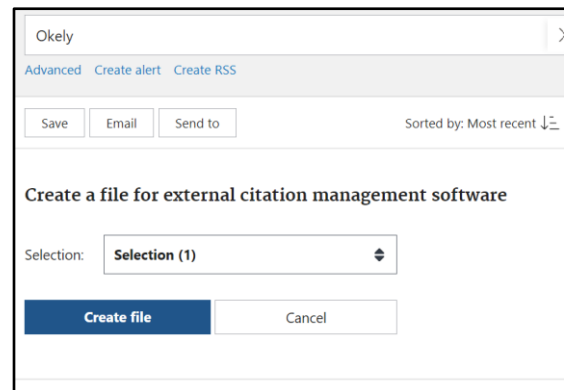 Okely
Advanced Create alert Create RSS
Save Email Send to Sorted by: Most recent
Create a file for external citation management software
Selection: Selection (1)
Create file Cancel